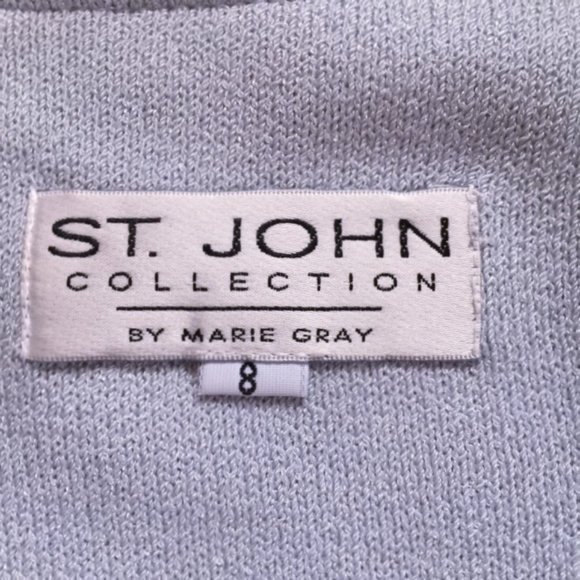 ST. JOHN
COLLECTION
BY MARIE GRAY
8